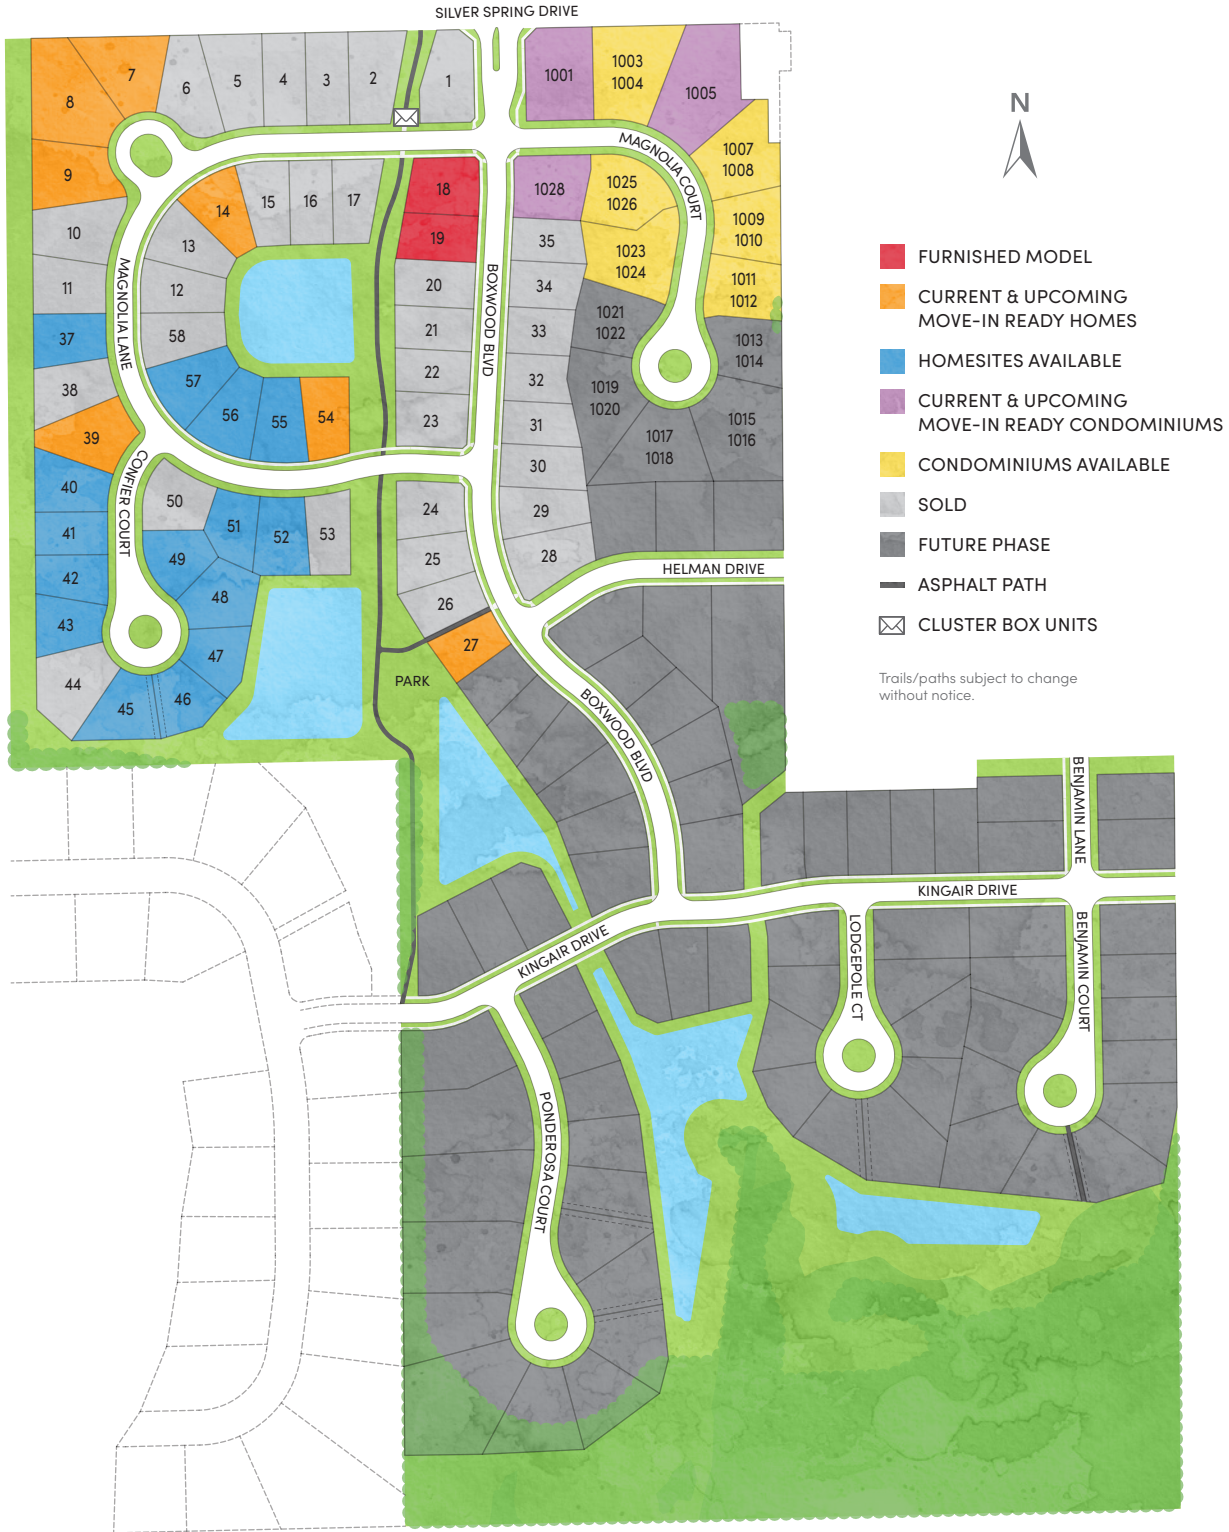 SILVER SPRING DRIVE
8
7
6
5
4
3
2
1
1001
1003
1004
1005
MAGNOLIA COURT
1007
1008
9
10
11
14
15
16
17
18
19
1028
1025
1026
1009
1010
13
12
58
35
1023
1024
1011
1012
MAGNOLIA LANE
BOXWOOD BLVD
20
21
22
23
34
33
32
31
30
29
28
1021
1022
1013
1014
1019
1020
1017
1018
1015
1016
37
38
39
57
56
55
54
40
41
42
43
44
CONFIER COURT
50
51
52
53
49
48
47
46
45
24
25
26
27
HELMAN DRIVE
PARK
BOXWOOD BLVD
BENJAMIN LANE
KINGAIR DRIVE
KINGAIR DRIVE
LODGEPOLE CT
BENJAMIN COURT
PONDEROSA COURT
N
FURNISHED MODEL
CURRENT & UPCOMING
MOVE-IN READY HOMES
HOMESITES AVAILABLE
CURRENT & UPCOMING
MOVE-IN READY CONDOMINIUMS
CONDOMINIUMS AVAILABLE
SOLD
FUTURE PHASE
ASPHALT PATH
CLUSTER BOX UNITS
Trails/paths subject to change
without notice.